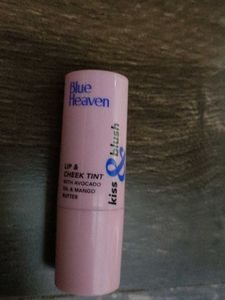 Blue
Heaven
LIP &
CHEEK TINT
WITH AVOCADO
OIL & MANGO
BUTTER
kiss
&
blush